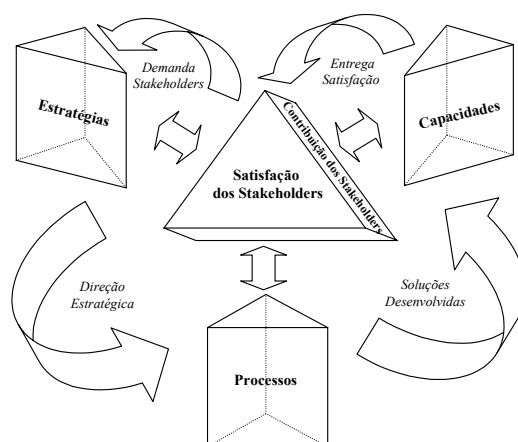 Demanda
Stakeholders
Entrega
Satisfação
Estratégias
Capacidades
Contribuição dos Stakeholders
Satisfação
dos Stakeholders
Direção
Estratégica
Soluções
Desenvolvidas
Processos